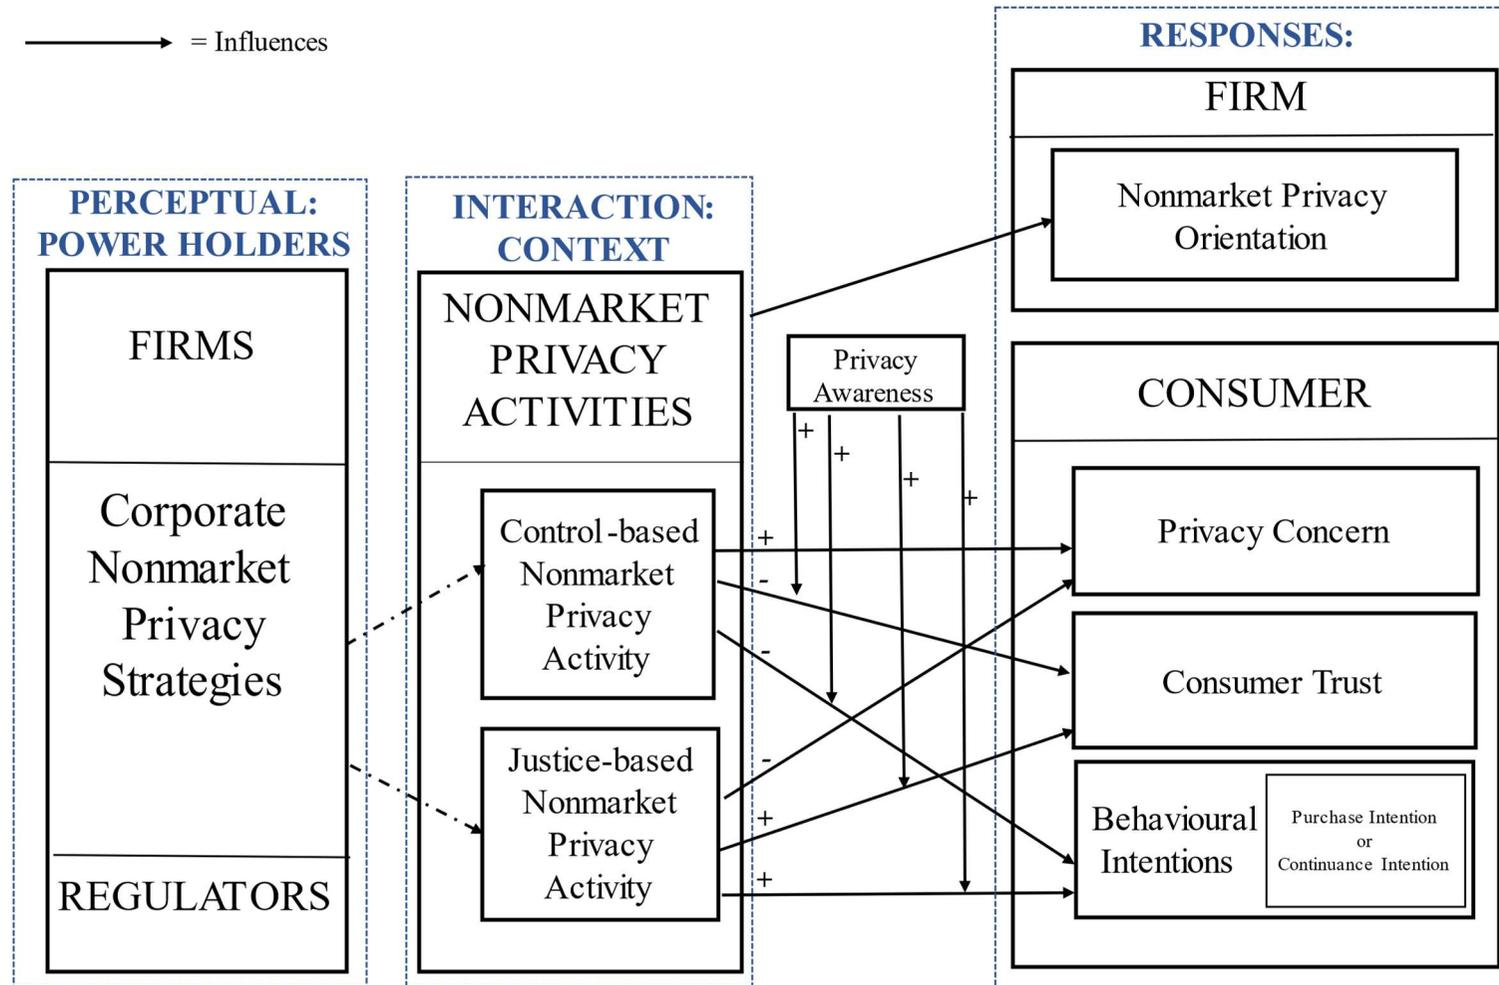 = Influences
PERCEPTUAL:
POWER HOLDERS
FIRMS
Corporate
Nonmarket
Privacy
Strategies
REGULATORS
INTERACTION:
CONTEXT
NONMARKET
PRIVACY
ACTIVITIES
Control-based
Nonmarket
Privacy
Activity
Justice-based
Nonmarket
Privacy
Activity
Privacy
Awareness
+
+
+
+
+
-
-
-
+
+
RESPONSES:
FIRM
Nonmarket Privacy
Orientation
CONSUMER
Privacy Concern
Consumer Trust
Behavioural
Intentions
Purchase Intention
or
Continuance Intention